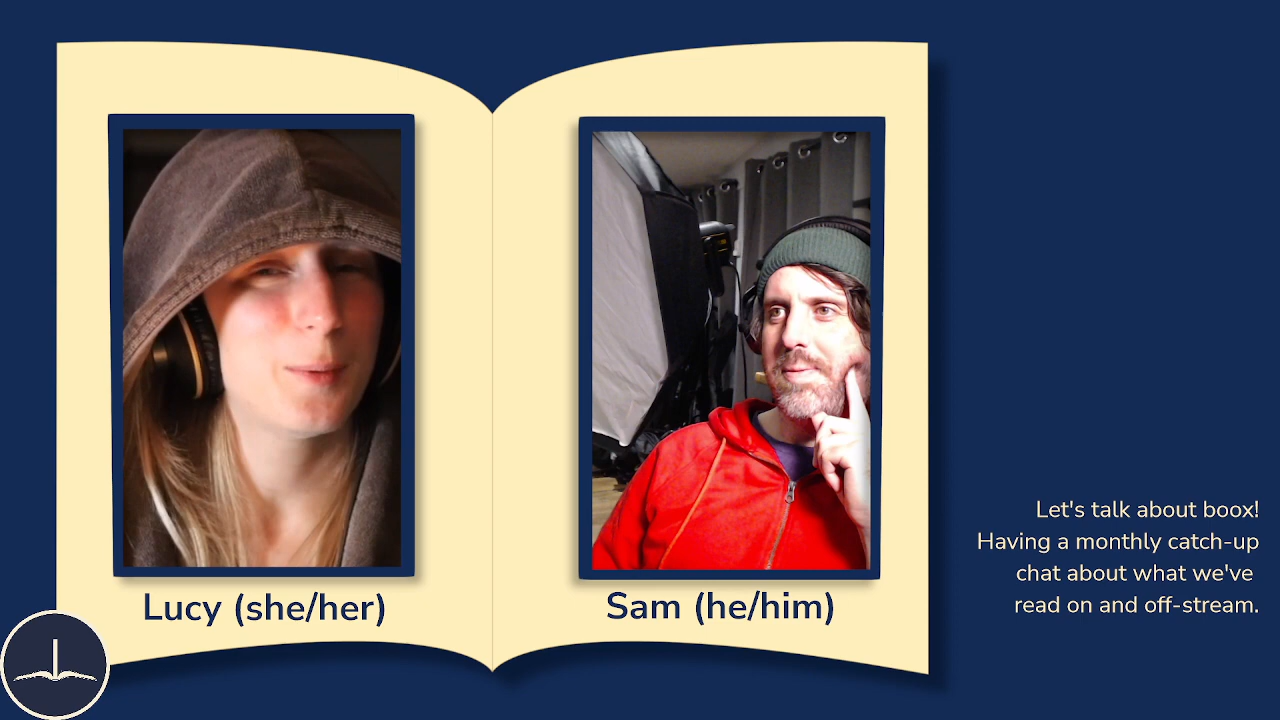 Lucy (she/her)
Sam (he/him)
Let's talk about boox!
Having a monthly catch-up
chat about what we've
read on and off-stream.